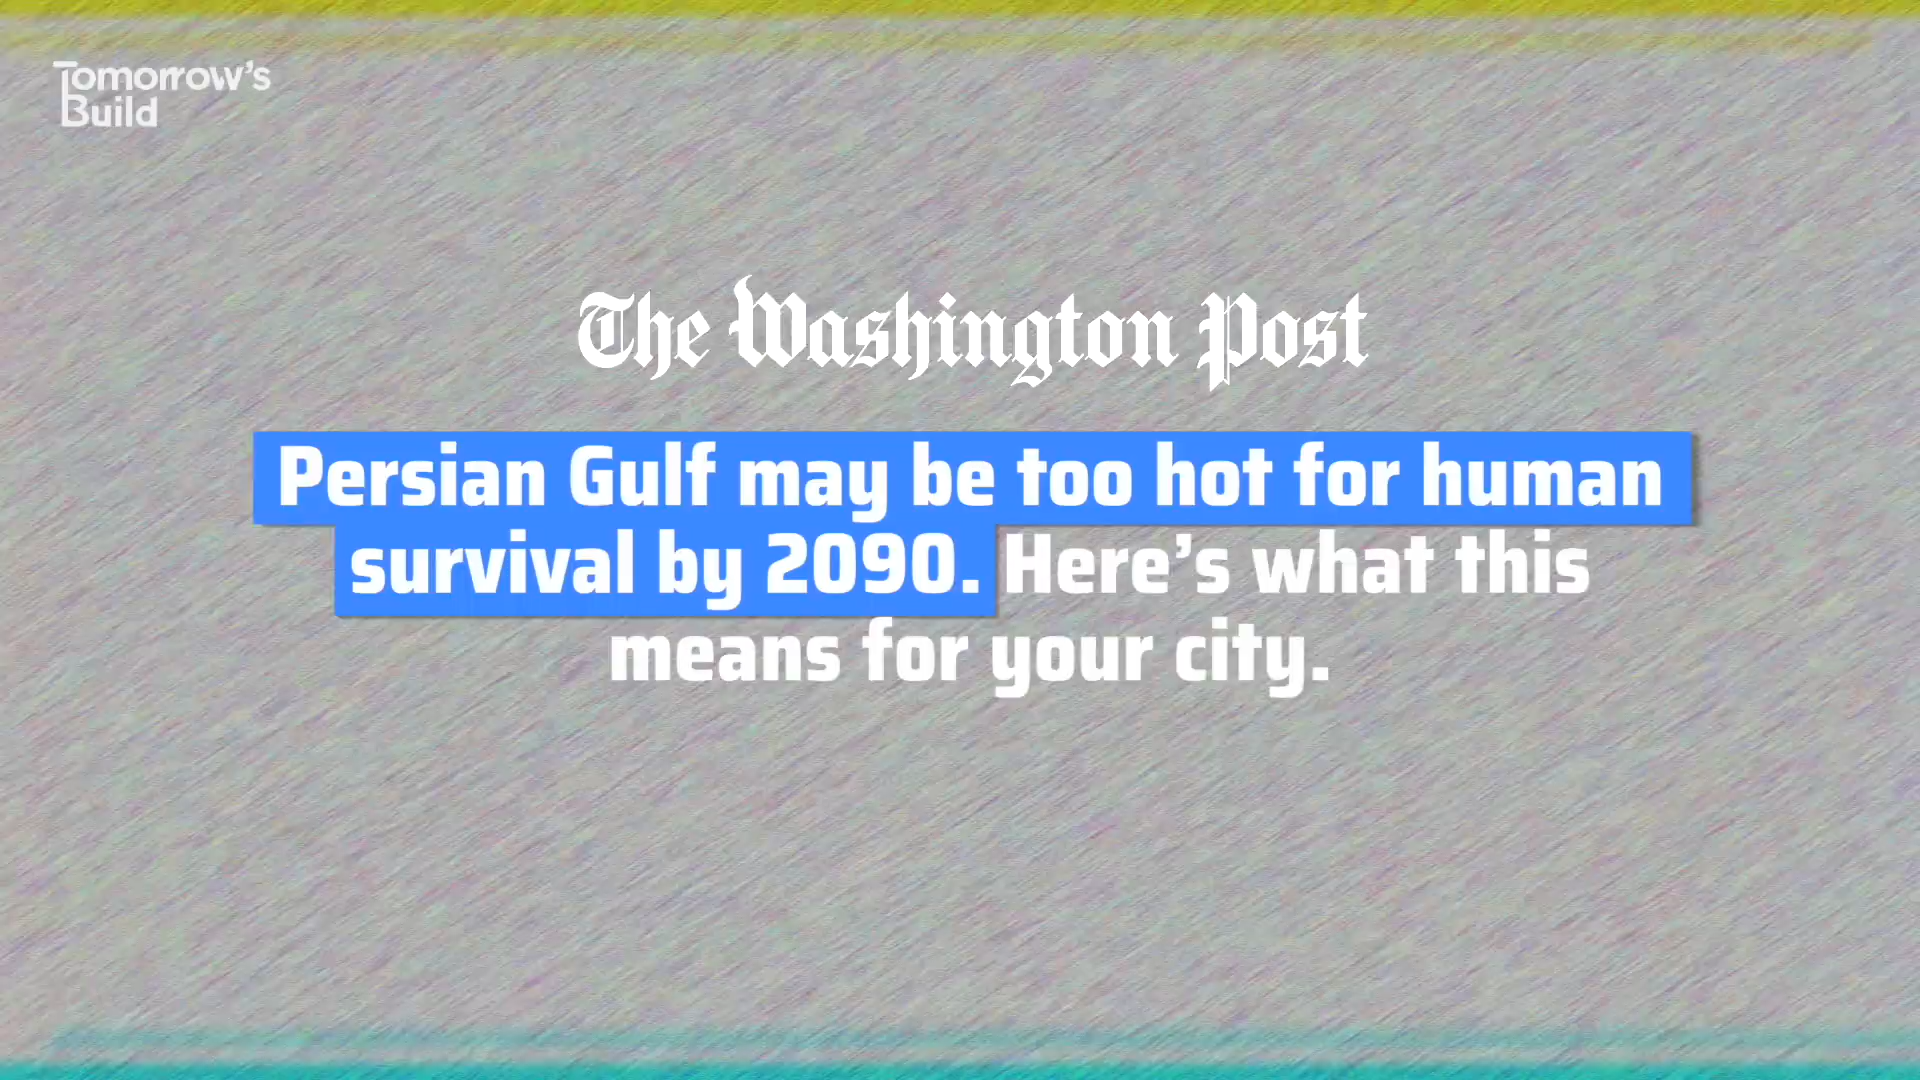 Tomorrow's
Build
The Washington Post
Persian Gulf may be too hot for human
survival by 2090. Here’s what this
means for your city.